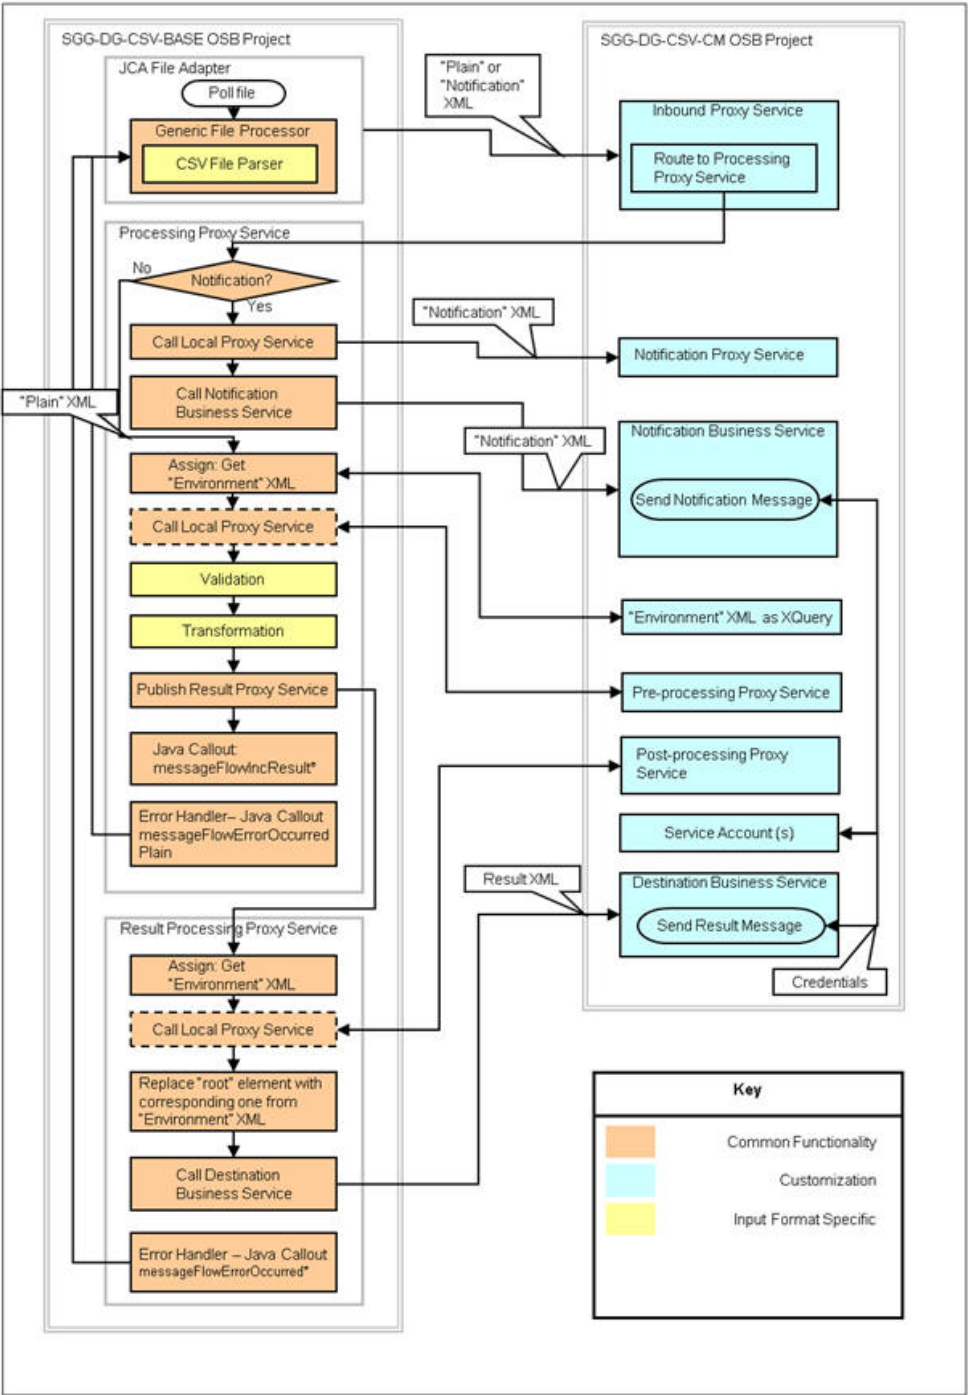 SGG-DG-CSV-BASE OSB Project
JCA File Adapter
Poll file
Generic File Processor
CSV File Parser
"Plain" or
"Notification"
XML
SGG-DG-CSV-CM OSB Project
Inbound Proxy Service
Route to Processing
Proxy Service
Processing Proxy Service
No
Notification?
Yes
Call Local Proxy Service
"Notification" XML
Notification Proxy Service
Call Notification
Business Service
"Plain" XML
"Notification" XML
Notification Business Service
Send Notification Message
Assign: Get
"Environment" XML
Call Local Proxy Service
Validation
Transformation
"Environment" XML as XQuery
Publish Result Proxy Service
Pre-processing Proxy Service
Java Callout:
messageFlowIncResult*
Post-processing Proxy
Service
Error Handler– Java Callout
messageFlowErrorOccurred
Plain
Service Account (s)
Result XML
Destination Business Service
Send Result Message
Credentials
Result Processing Proxy Service
Assign: Get
"Environment" XML
Call Local Proxy Service
Replace "root" element with
corresponding one from
"Environment" XML
Call Destination
Business Service
Error Handler – Java Callout
messageFlowErrorOccurred*
Key
Common Functionality
Customization
Input Format Specific